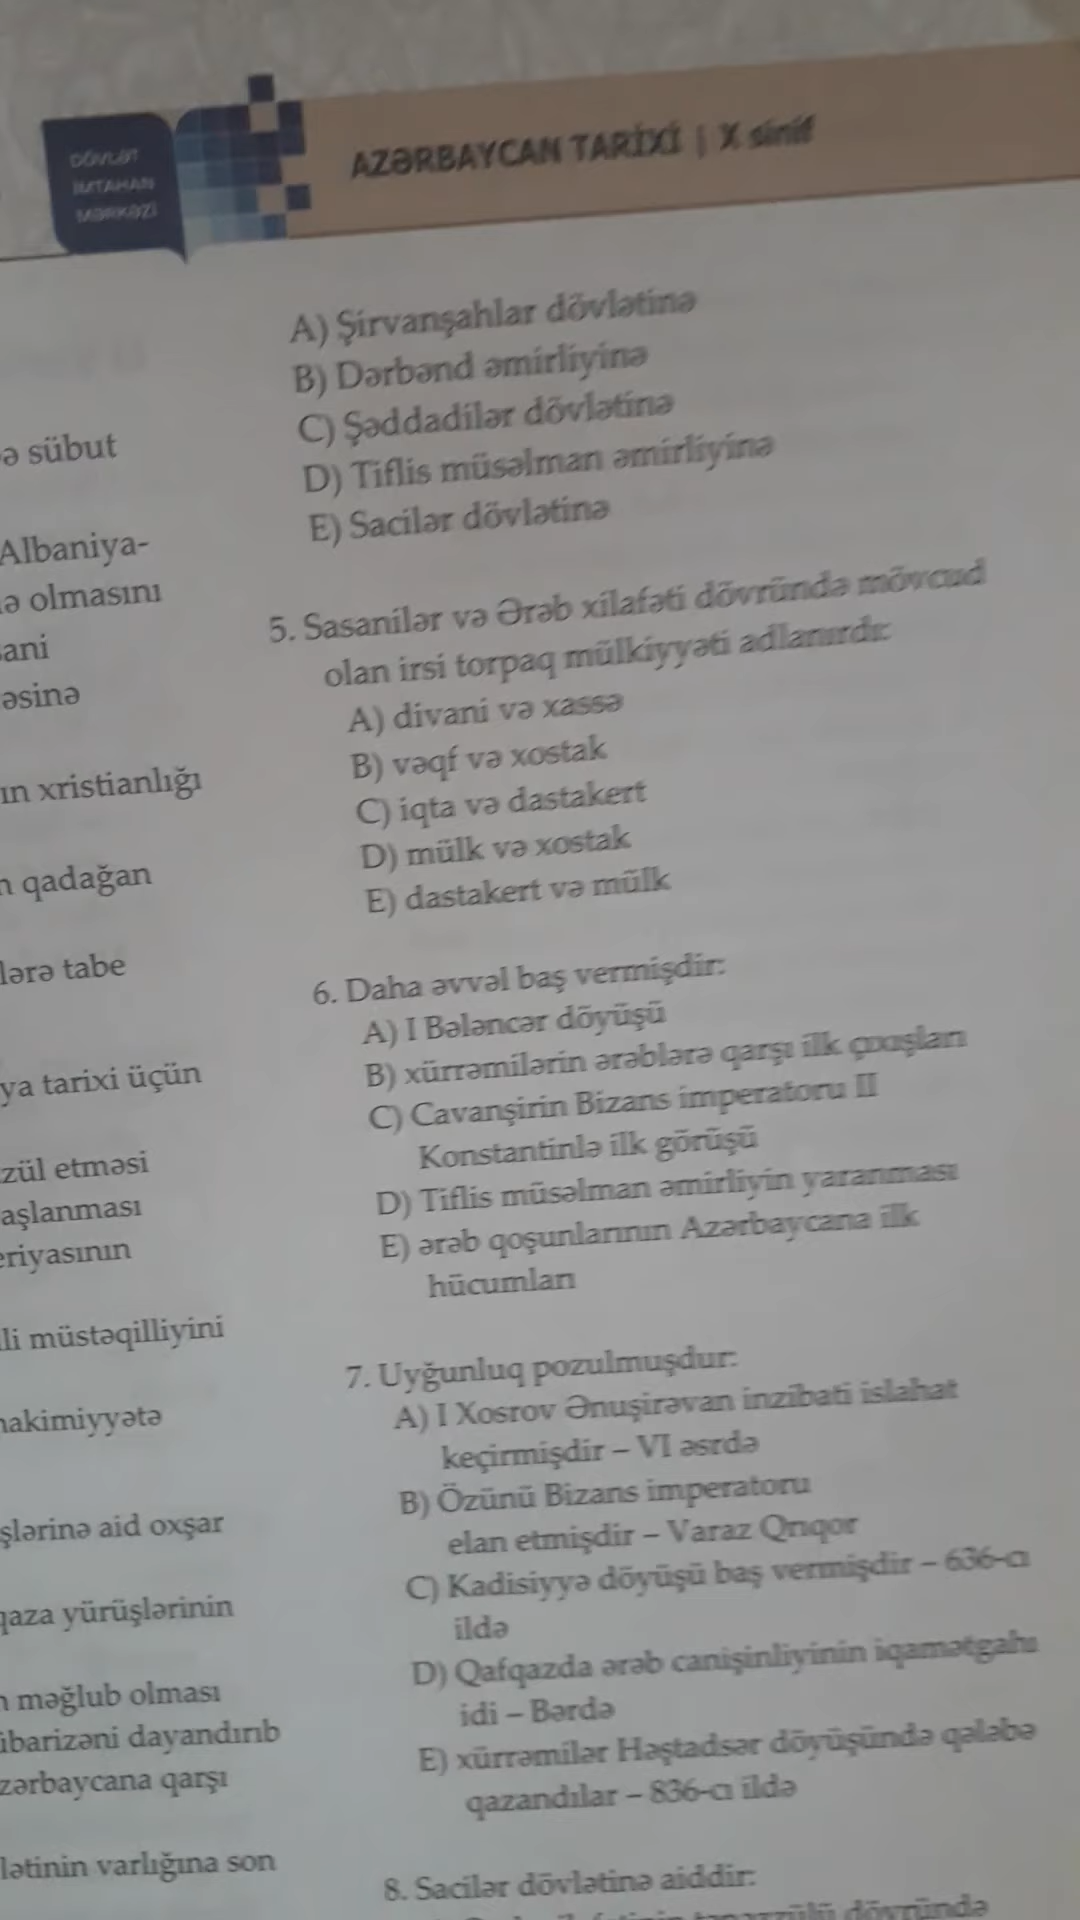 DÖVLƏT
İMTAHAN
MƏRKƏZİ
AZƏRBAYCAN TARİXİ | X sinif
ə sübut
Albaniya-
ə olmasını
ani
əsinə
ın xristianlığı
n qadağan
lərə tabe
ya tarixi üçün
zül etməsi
aşlanması
eriyasının
li müstəqilliyini
hakimiyyətə
şlərinə aid oxşar
qaza yürüşlərinin
n məğlub olması
übarizəni dayandırıb
zərbaycana qarşı
lətinin varlığına son
A) Şirvanşahlar dövlətinə
B) Dərbənd əmirliyinə
C) Şəddadilər dövlətinə
D) Tiflis müsəlman əmirliyinə
E) Sacilər dövlətinə
5. Sasanilər və Ərəb xilafəti dövründə mövcud
olan irsi torpaq mülkiyyəti adlanırdı:
A) divani və xassə
B) vəqf və xostak
C) iqta və dastakert
D) mülk və xostak
E) dastakert və mülk
6. Daha əvvəl baş vermişdir:
A) I Bələncər döyüşü
B) xürrəmilərin ərəblərə qarşı ilk çıxışları
C) Cavanşirin Bizans imperatoru II
Konstantinlə ilk görüşü
D) Tiflis müsəlman əmirliyin yaranması
E) ərəb qoşunlarının Azərbaycana ilk
hücumları
7. Uyğunluq pozulmuşdur:
A) I Xosrov Ənuşirəvan inzibati islahat
keçirmişdir – VI əsrdə
B) Özünü Bizans imperatoru
elan etmişdir – Varaz Qrıqor
C) Kadisiyyə döyüşü baş vermişdir – 636-cı
ildə
D) Qafqazda ərəb canişinliyinin iqamətgahı
idi – Bərdə
E) xürrəmilər Həştadsər döyüşündə qələbə
qazandılar – 836-cı ildə
8. Sacilər dövlətinə aiddir:
tənəzzülü dövründə